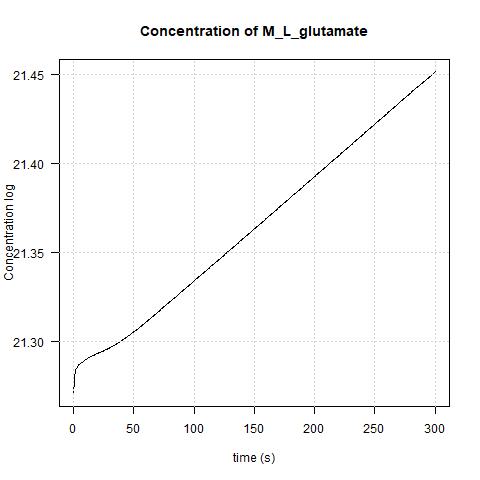 Concentration of M_L_glutamate
21.45
21.40
21.35
21.30
Concentration log
0 50 100 150 200 250 300
time (s)